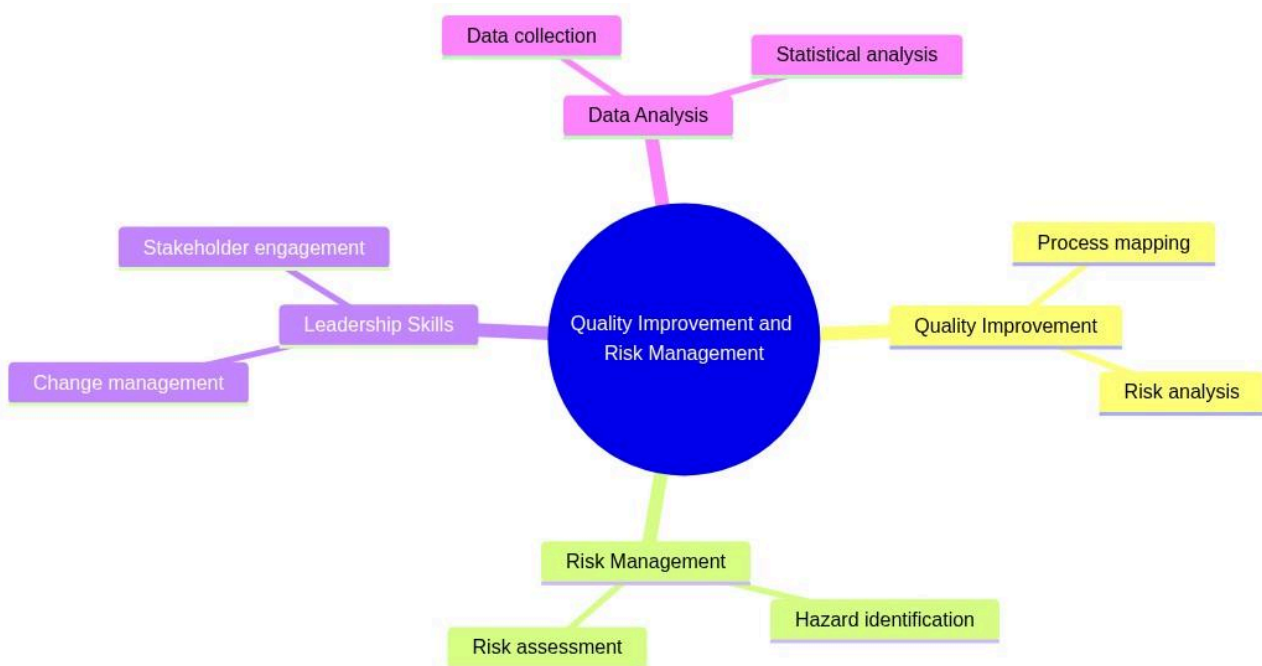 Data collection
Statistical analysis
Data Analysis
Stakeholder engagement
Process mapping
Leadership Skills
Quality Improvement and
Risk Management
Quality Improvement
Change management
Risk analysis
Risk Management
Hazard identification
Risk assessment